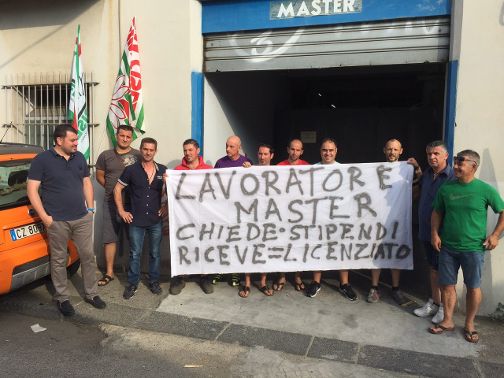 MASTER
LAVORATORE
MASTER
CHIEDE·STIPENDI
RICEVE=LICENZIATO